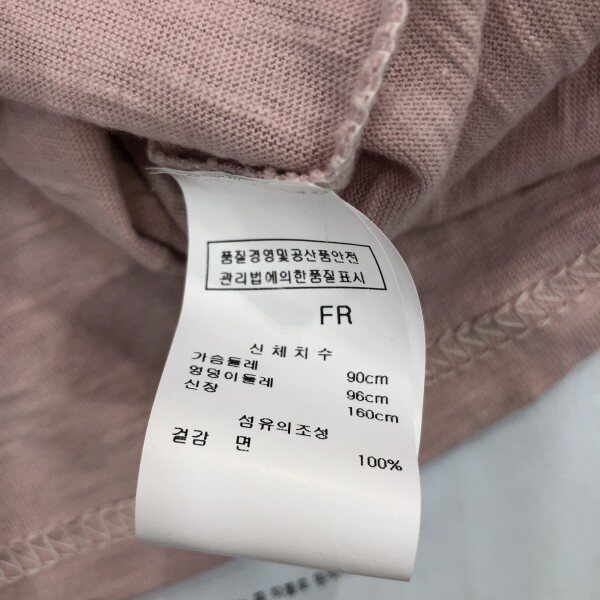 품질경영및공산품안전
관리법에의한품질표시
FR
신체치수
가슴둘레 90cm
엉덩이둘레 96cm
신장 160cm
섬유의조성
겉감 면 100%